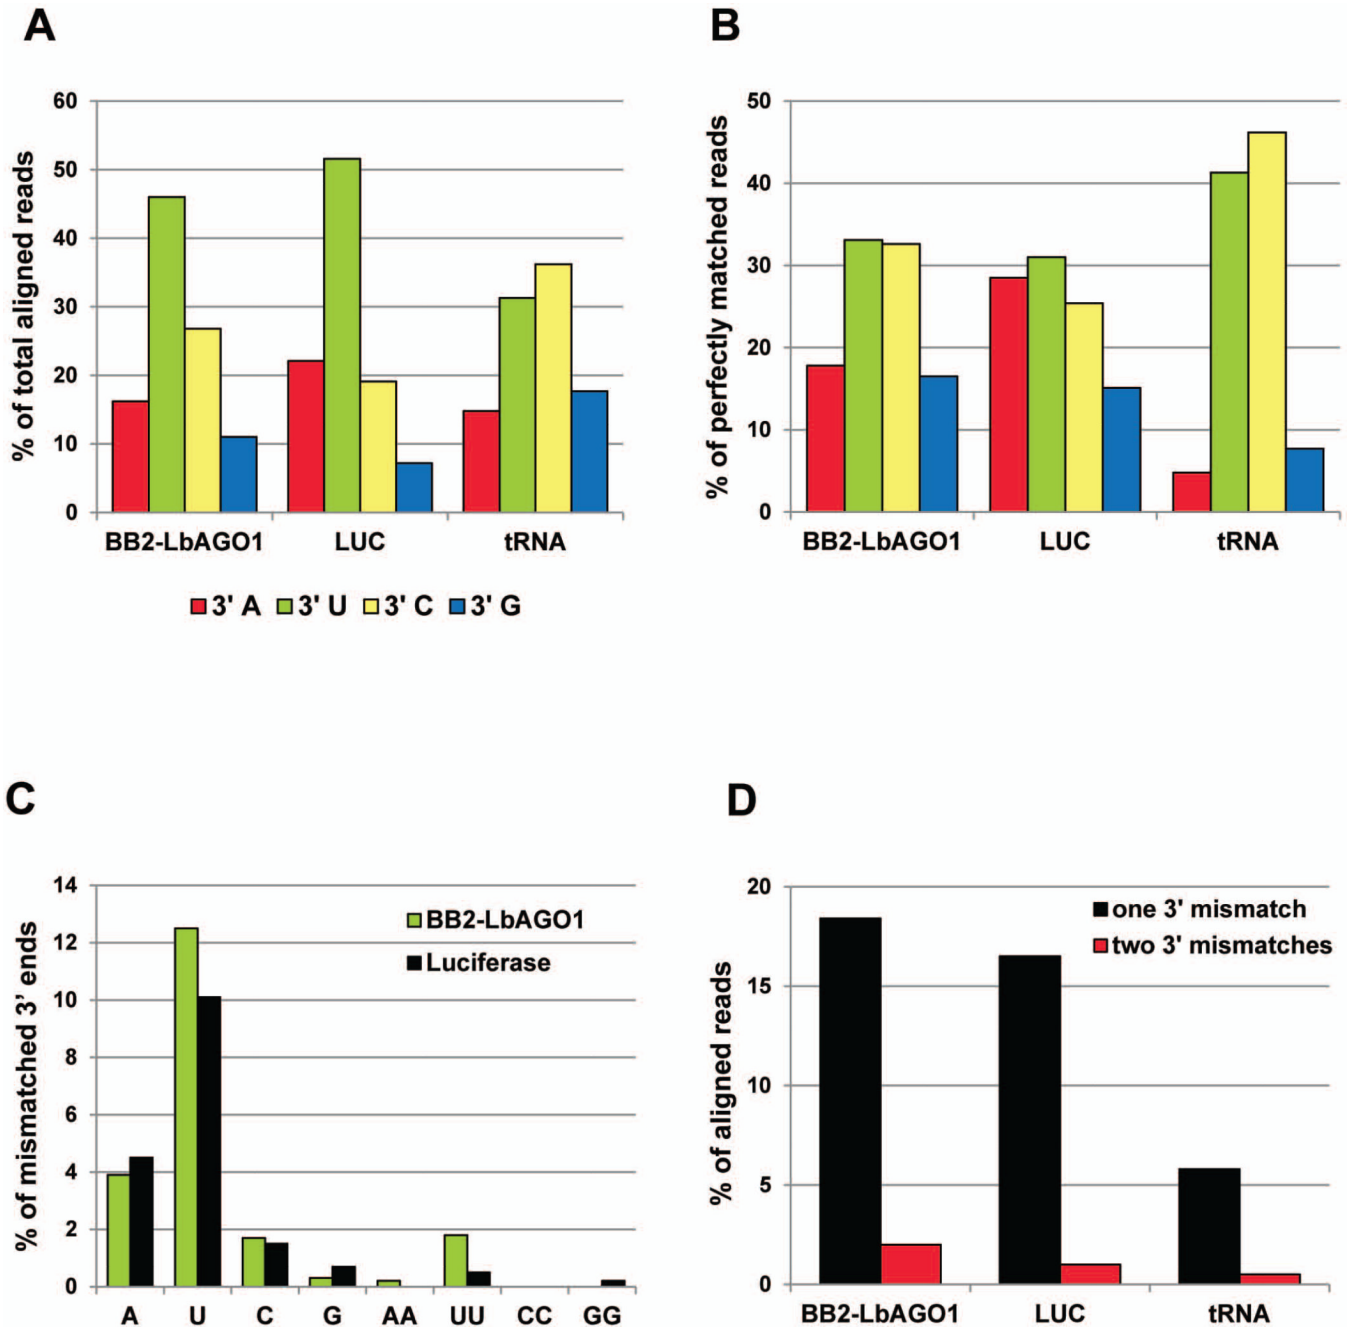 A
% of total aligned reads
60
50
40
30
20
10
0
BB2-LbAGO1 LUC tRNA
3' A 3' U 3' C 3' G
B
% of perfectly matched reads
50
40
30
20
10
0
BB2-LbAGO1 LUC tRNA
C
% of mismatched 3’ ends
14
12
10
8
6
4
2
0
BB2-LbAGO1
Luciferase
A U C G AA UU CC GG
D
% of aligned reads
20
15
10
5
0
one 3' mismatch
two 3' mismatches
BB2-LbAGO1 LUC tRNA